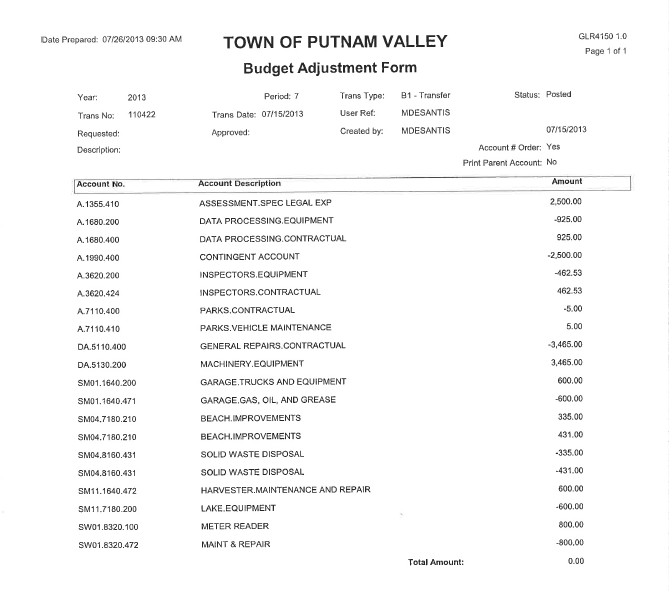 Date Prepared: 07/26/2013 09:30 AM
TOWN OF PUTNAM VALLEY
GLR4150 1.0
Page 1 of 1
Budget Adjustment Form
Year: 2013 Period: 7 Trans Type: B1 - Transfer Status: Posted
Trans No: 110422 Trans Date: 07/15/2013 User Ref: MDESANTIS
Requested: Approved: Created by: MDESANTIS 07/15/2013
Description: Account # Order: Yes
Print Parent Account: No
Account No. Account Description Amount
A.1355.410 ASSESSMENT.SPEC LEGAL EXP 2,500.00
A.1680.200 DATA PROCESSING.EQUIPMENT -925.00
A.1680.400 DATA PROCESSING.CONTRACTUAL 925.00
A.1990.400 CONTINGENT ACCOUNT -2,500.00
A.3620.200 INSPECTORS.EQUIPMENT -462.53
A.3620.424 INSPECTORS.CONTRACTUAL 462.53
A.7110.400 PARKS.CONTRACTUAL -5.00
A.7110.410 PARKS.VEHICLE MAINTENANCE 5.00
DA.5110.400 GENERAL REPAIRS.CONTRACTUAL -3,465.00
DA.5130.200 MACHINERY.EQUIPMENT 3,465.00
SM01.1640.200 GARAGE.TRUCKS AND EQUIPMENT 600.00
SM01.1640.471 GARAGE.GAS, OIL, AND GREASE -600.00
SM04.7180.210 BEACH.IMPROVEMENTS 335.00
SM04.7180.210 BEACH.IMPROVEMENTS 431.00
SM04.8160.431 SOLID WASTE DISPOSAL -335.00
SM04.8160.431 SOLID WASTE DISPOSAL -431.00
SM11.1640.472 HARVESTER.MAINTENANCE AND REPAIR 600.00
SM11.7180.200 LAKE.EQUIPMENT -600.00
SW01.8320.100 METER READER 800.00
SW01.8320.472 MAINT & REPAIR -800.00
Total Amount: 0.00